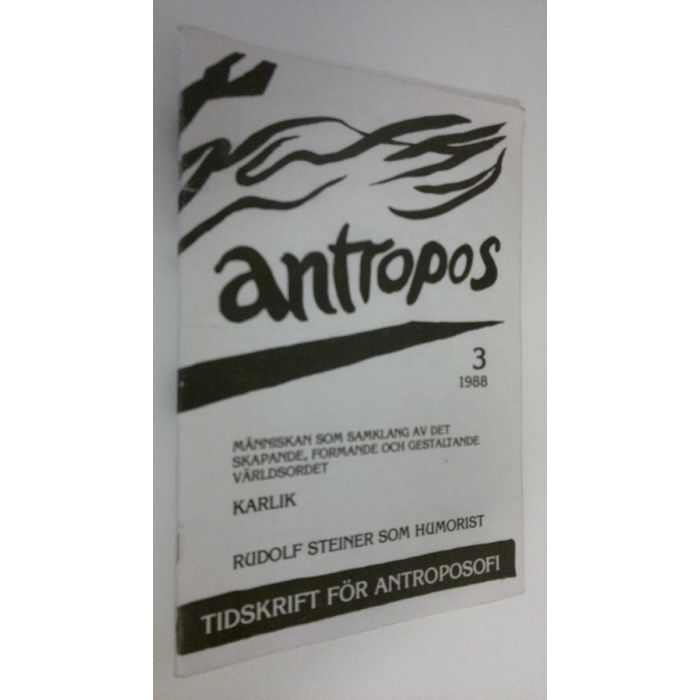 antropos
3
1988
MÄNNISKAN SOM SAMKLANG AV DET
SKAPANDE, FORMANDE OCH GESTALTANDE
VÄRLDSORDET
KARLIK
RUDOLF STEINER SOM HUMORIST
TIDSKRIFT FÖR ANTROPOSOFI